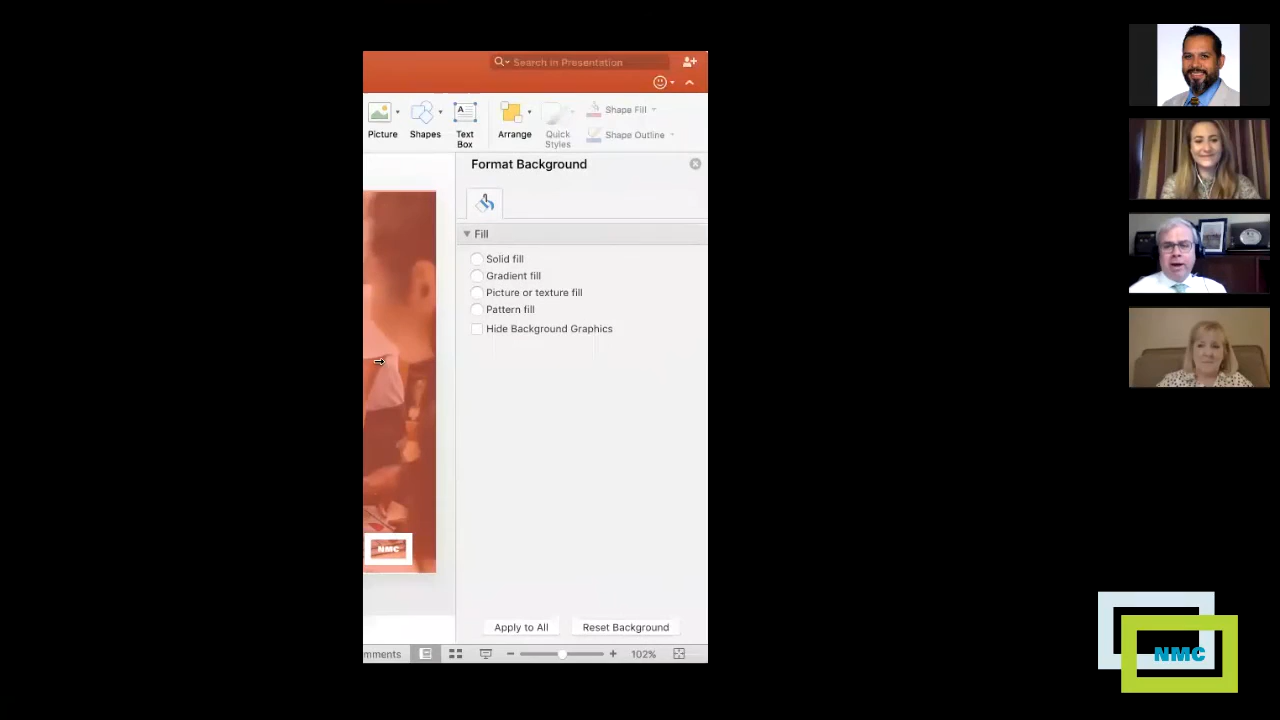 Search in Presentation
Picture
Shapes
Text
Box
Arrange
Quick
Styles
Shape Fill
Shape Outline
Format Background
Fill
Solid fill
Gradient fill
Picture or texture fill
Pattern fill
Hide Background Graphics
NMC
Apply to All
Reset Background
mments
102%
NMC